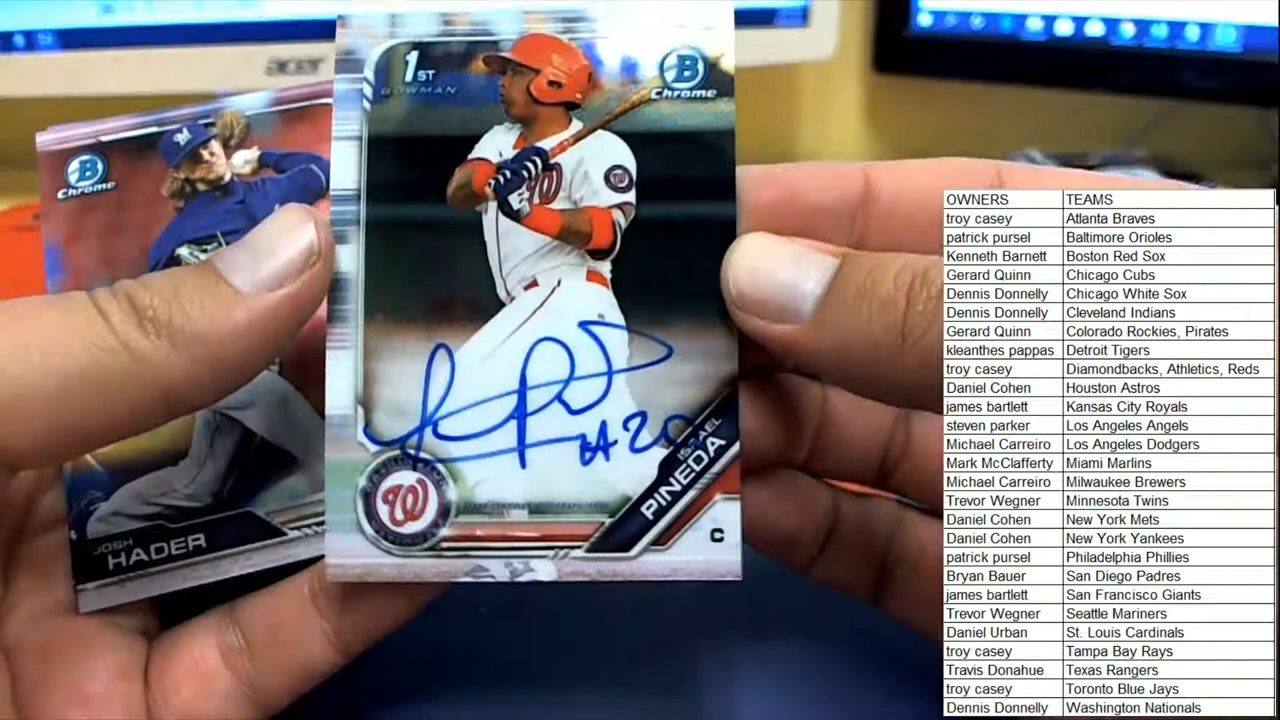 acer
1ST
BOWMAN
B
Chrome
B
Chrome
M
W
#20
ISRAEL
PINEDA
W
C
JOSH
HADER
OWNERS TEAMS
troy casey Atlanta Braves
patrick pursel Baltimore Orioles
Kenneth Barnett Boston Red Sox
Gerard Quinn Chicago Cubs
Dennis Donnelly Chicago White Sox
Dennis Donnelly Cleveland Indians
Gerard Quinn Colorado Rockies, Pirates
kleanthes pappas Detroit Tigers
troy casey Diamondbacks, Athletics, Reds
Daniel Cohen Houston Astros
james bartlett Kansas City Royals
steven parker Los Angeles Angels
Michael Carreiro Los Angeles Dodgers
Mark McClafferty Miami Marlins
Michael Carreiro Milwaukee Brewers
Trevor Wegner Minnesota Twins
Daniel Cohen New York Mets
Daniel Cohen New York Yankees
patrick pursel Philadelphia Phillies
Bryan Bauer San Diego Padres
james bartlett San Francisco Giants
Trevor Wegner Seattle Mariners
Daniel Urban St. Louis Cardinals
troy casey Tampa Bay Rays
Travis Donahue Texas Rangers
troy casey Toronto Blue Jays
Dennis Donnelly Washington Nationals